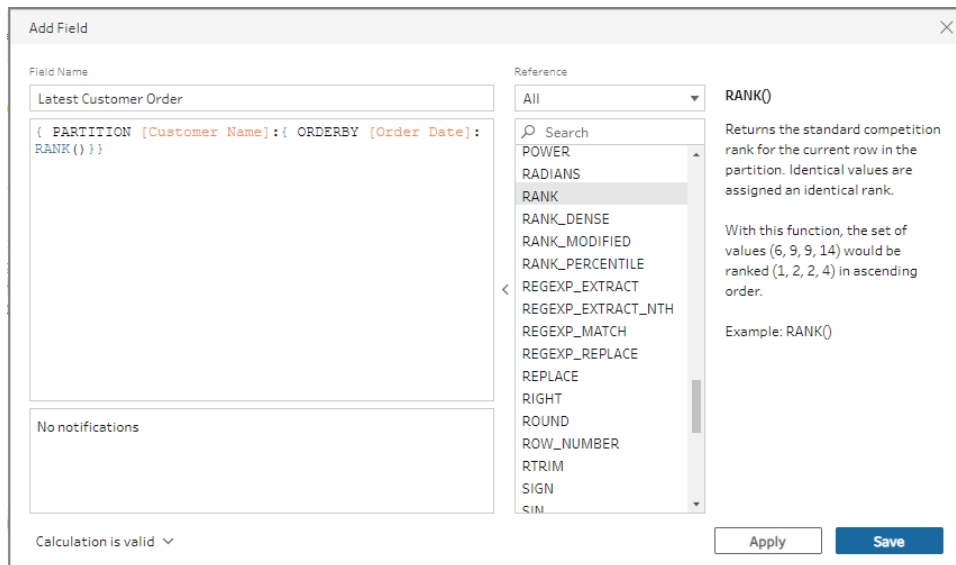 Add Field
Field Name
Latest Customer Order
{ PARTITION [Customer Name]:{ ORDERBY [Order Date]:
RANK()}}
No notifications
Calculation is valid
Reference
All
Search
POWER
RADIANS
RANK
RANK_DENSE
RANK_MODIFIED
RANK_PERCENTILE
REGEXP_EXTRACT
REGEXP_EXTRACT_NTH
REGEXP_MATCH
REGEXP_REPLACE
REPLACE
RIGHT
ROUND
ROW_NUMBER
RTRIM
SIGN
SIN
RANK()
Returns the standard competition
rank for the current row in the
partition. Identical values are
assigned an identical rank.
With this function, the set of
values (6, 9, 9, 14) would be
ranked (1, 2, 2, 4) in ascending
order.
Example: RANK()
Apply
Save